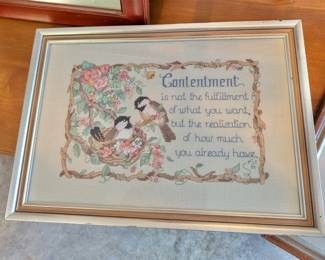 Contentment
is not the fulfillment
of what you want,
but the realization
of how much
you already have.